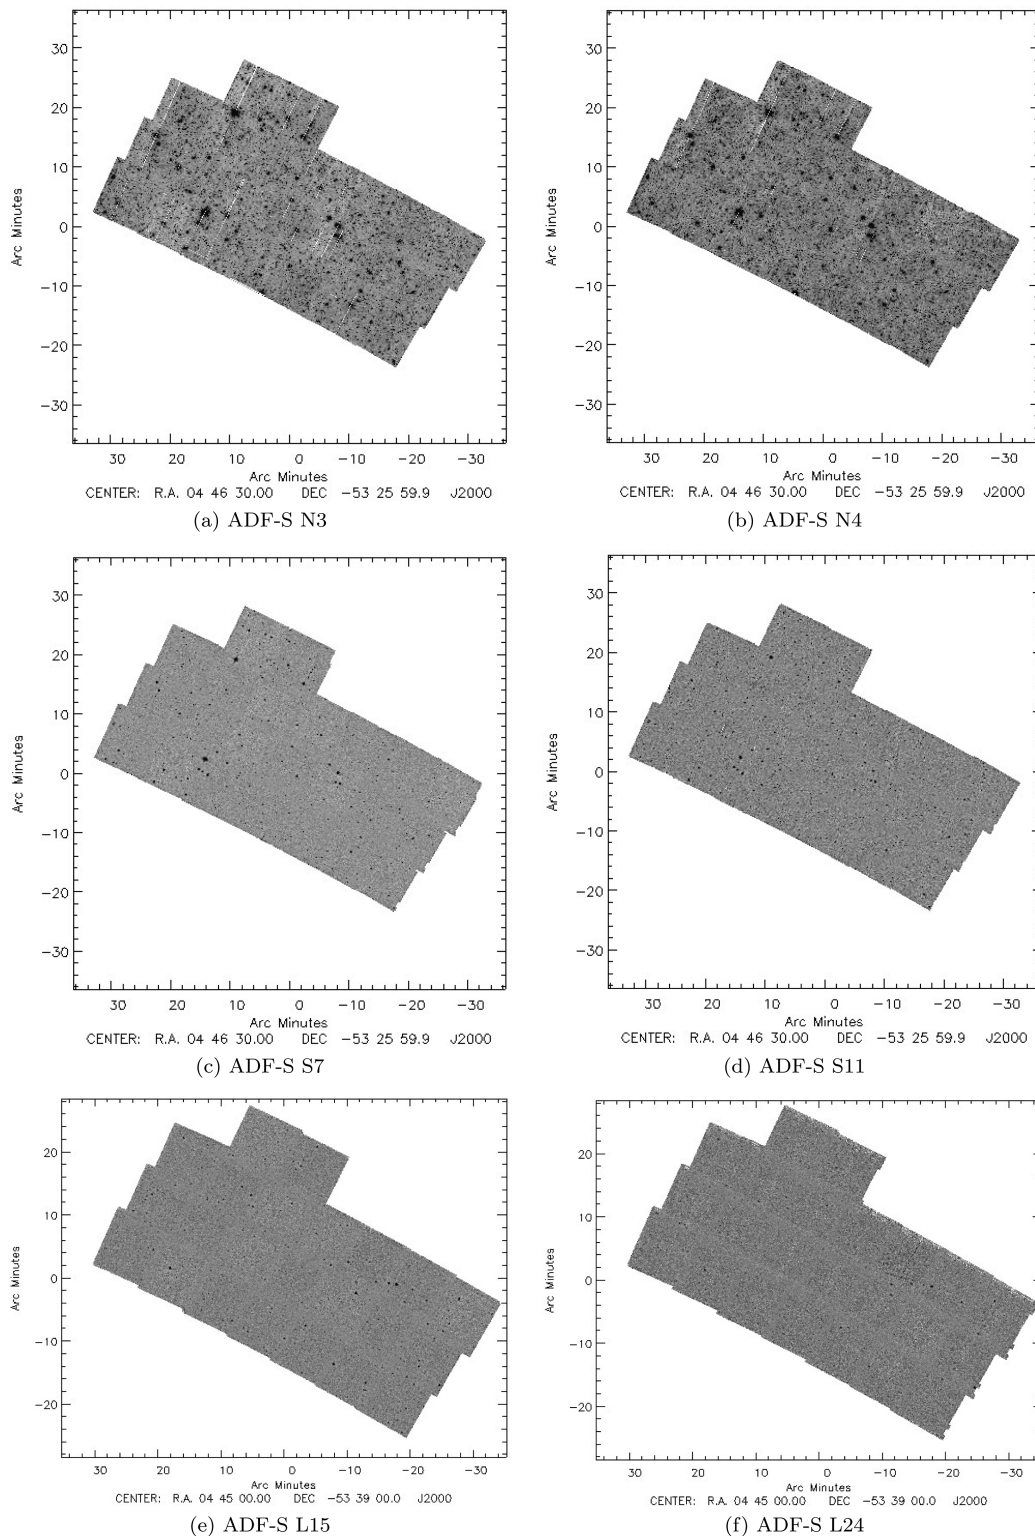 30
20
10
0
−10
−20
−30
Arc Minutes
30 20 10 0 −10 −20 −30
Arc Minutes
CENTER: R.A. 04 46 30.00 DEC −53 25 59.9 J2000
(a) ADF-S N3
30
20
10
0
−10
−20
−30
Arc Minutes
30 20 10 0 −10 −20 −30
Arc Minutes
CENTER: R.A. 04 46 30.00 DEC −53 25 59.9 J2000
(b) ADF-S N4
30
20
10
0
−10
−20
−30
Arc Minutes
30 20 10 0 −10 −20 −30
Arc Minutes
CENTER: R.A. 04 46 30.00 DEC −53 25 59.9 J2000
(c) ADF-S S7
30
20
10
0
−10
−20
−30
Arc Minutes
30 20 10 0 −10 −20 −30
Arc Minutes
CENTER: R.A. 04 46 30.00 DEC −53 25 59.9 J2000
(d) ADF-S S11
20
10
0
−10
−20
Arc Minutes
30 20 10 0 −10 −20 −30
Arc Minutes
CENTER: R.A. 04 45 00.00 DEC −53 39 00.0 J2000
(e) ADF-S L15
20
10
0
−10
−20
Arc Minutes
30 20 10 0 −10 −20 −30
Arc Minutes
CENTER: R.A. 04 45 00.00 DEC −53 39 00.0 J2000
(f) ADF-S L24